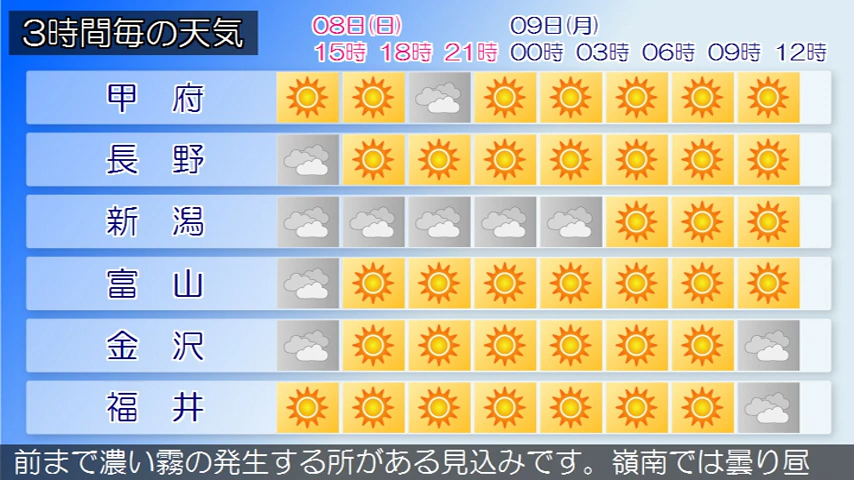 3時間毎の天気
08日(日) 09日(月)
15時 18時 21時 00時 03時 06時 09時 12時
甲府
長野
新潟
富山
金沢
福井
前まで濃い霧の発生する所がある見込みです。嶺南では曇り昼